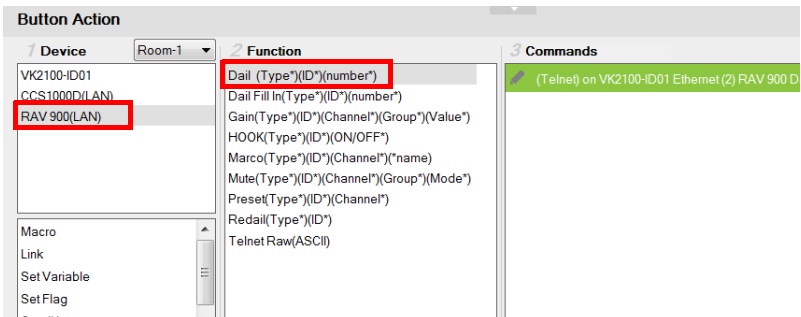 Button Action
1 Device Room-1
VK2100-ID01
CCS1000D(LAN)
RAV 900(LAN)
Macro
Link
Set Variable
Set Flag
2 Function
Dail (Type*)(ID*)(number*)
Dail Fill In(Type*)(ID*)(number*)
Gain(Type*)(ID*)(Channel*)(Group*)(Value*)
HOOK(Type*)(ID*)(ON/OFF*)
Marco(Type*)(ID*)(Channel*)(*name)
Mute(Type*)(ID*)(Channel*)(Group*)(Mode*)
Preset(Type*)(ID*)(Channel*)
Redail(Type*)(ID*)
Telnet Raw(ASCII)
3 Commands
(Telnet) on VK2100-ID01 Ethernet (2) RAV 900 D